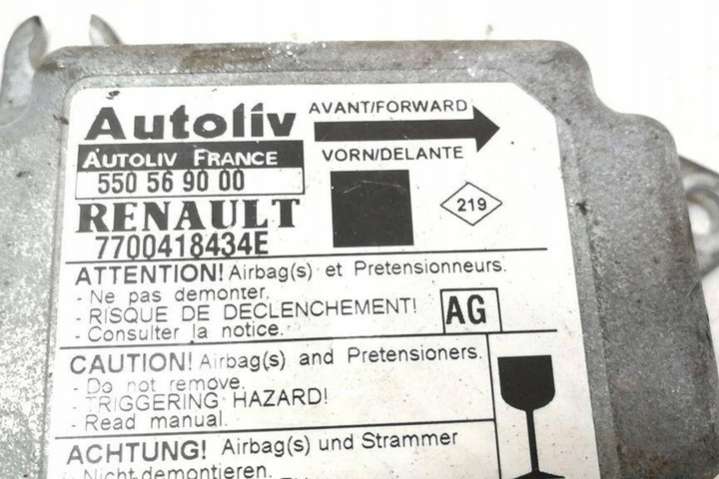 Autoliv
AVANT/FORWARD
AUTOLIV FRANCE
VORN/DELANTE
550 56 90 00
219
RENAULT
7700418434E
ATTENTION! Airbag(s) et Pretensionneurs.
- Ne pas demonter.
- RISQUE DE DECLENCHEMENT!
- Consulter la notice.
AG
CAUTION! Airbag(s) and Pretensioners.
- Do not remove.
- TRIGGERING HAZARD!
- Read manual.
ACHTUNG! Airbag(s) und Strammer
- Nicht demontieren.